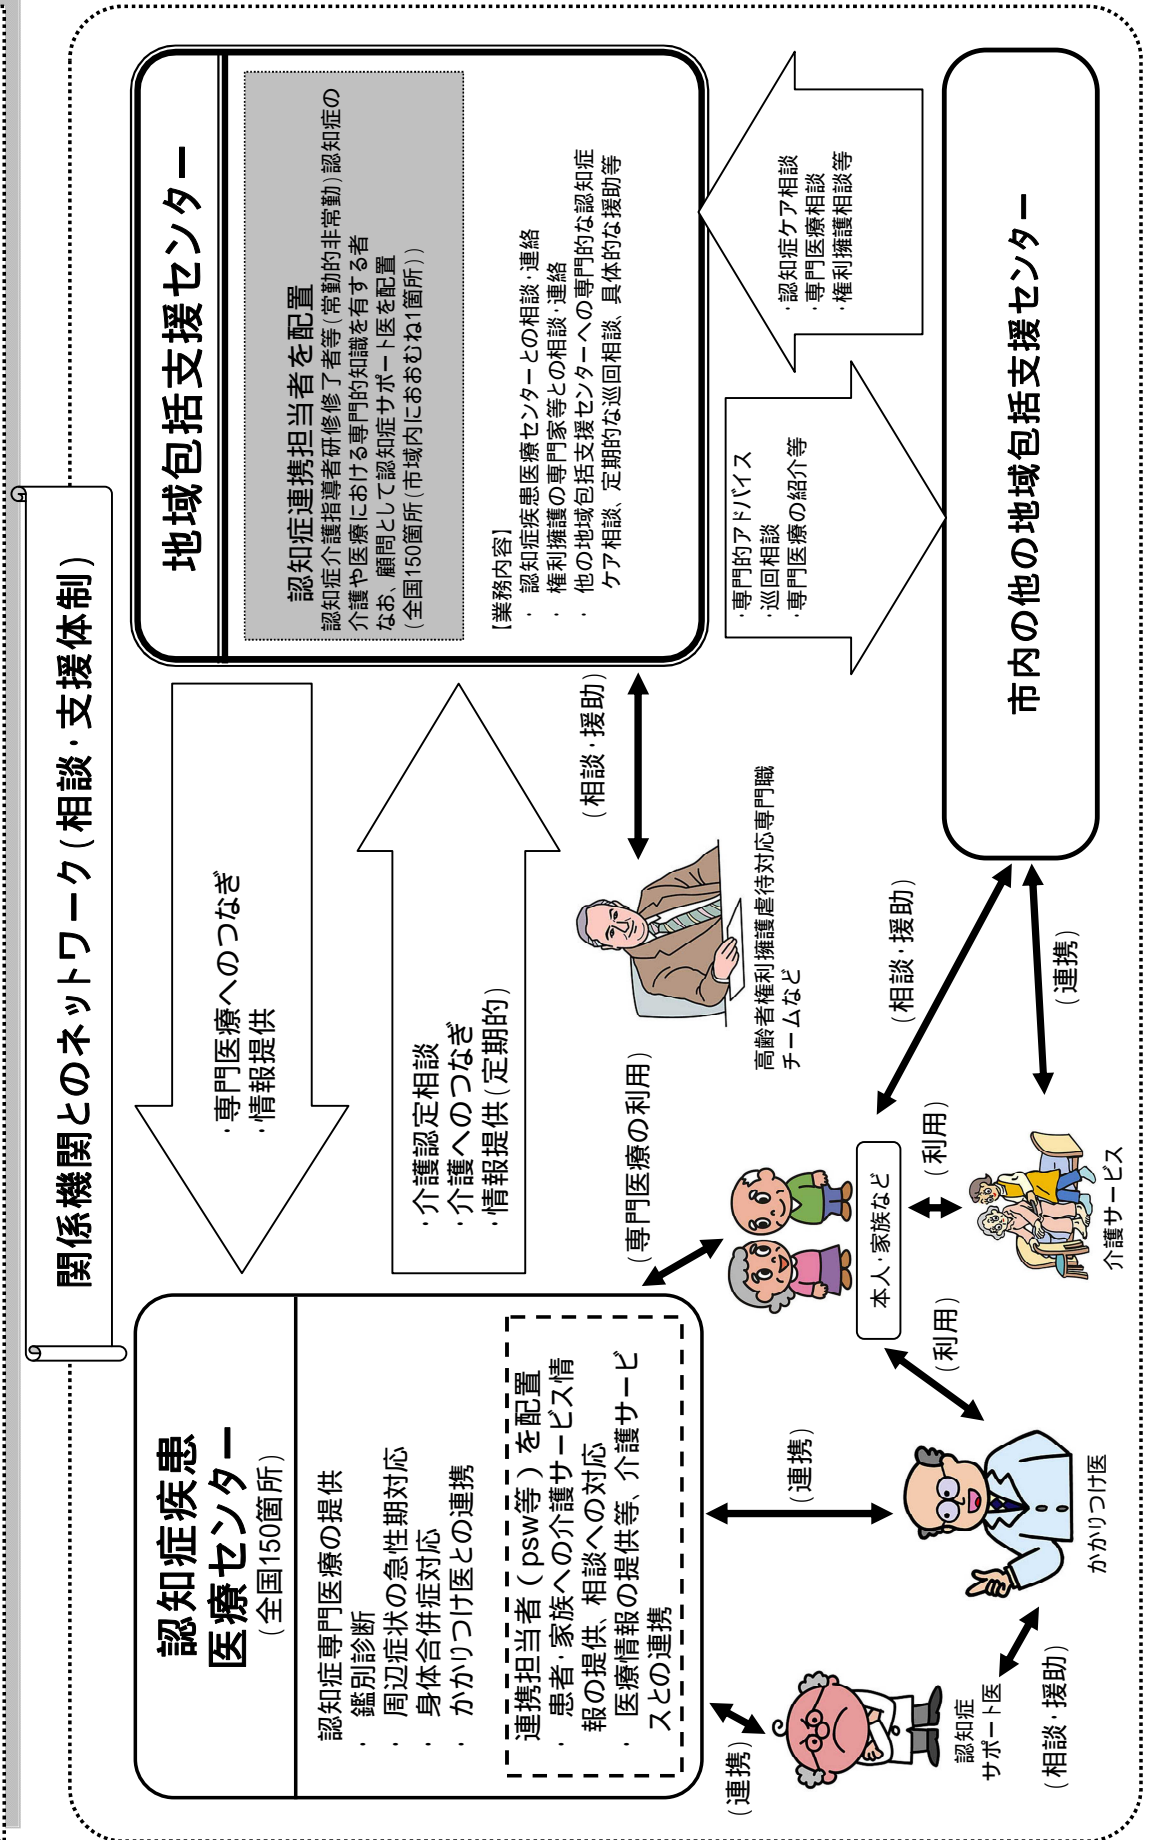 関係機関とのネットワーク(相談・支援体制)
認知症疾患
医療センター
(全国150箇所)
認知症専門医療の提供
・ 鑑別診断
・ 周辺症状の急性期対応
・ 身体合併症対応
・ かかりつけ医との連携
連携担当者(psw等)を配置
・ 患者・家族への介護サービス情
報の提供、相談への対応
・ 医療情報の提供等、介護サービ
スとの連携
・専門医療へのつなぎ
・情報提供
・介護認定相談
・介護へのつなぎ
・情報提供(定期的)
地域包括支援センター
認知症連携担当者を配置
認知症介護指導者研修修了者等(常勤的非常勤)認知症の
介護や医療における専門的知識を有する者
なお、顧問として認知症サポート医を配置
(全国150箇所(市域内におおむね1箇所))
【業務内容】
・ 認知症疾患医療センターとの相談・連絡
・ 権利擁護の専門家等との相談・連絡
・ 他の地域包括支援センターへの専門的な認知症
ケア相談、定期的な巡回相談、具体的な援助等
(相談・援助)
高齢者権利擁護虐待対応専門職
チームなど
(専門医療の利用)
・専門的アドバイス
・巡回相談
・専門医療の紹介等
・認知症ケア相談
・専門医療相談
・権利擁護相談等
市内の他の地域包括支援センター
(相談・援助)
(連携)
本人・家族など
(利用)
介護サービス
(利用)
(連携)
かかりつけ医
(連携)
認知症
サポート医
(相談・援助)